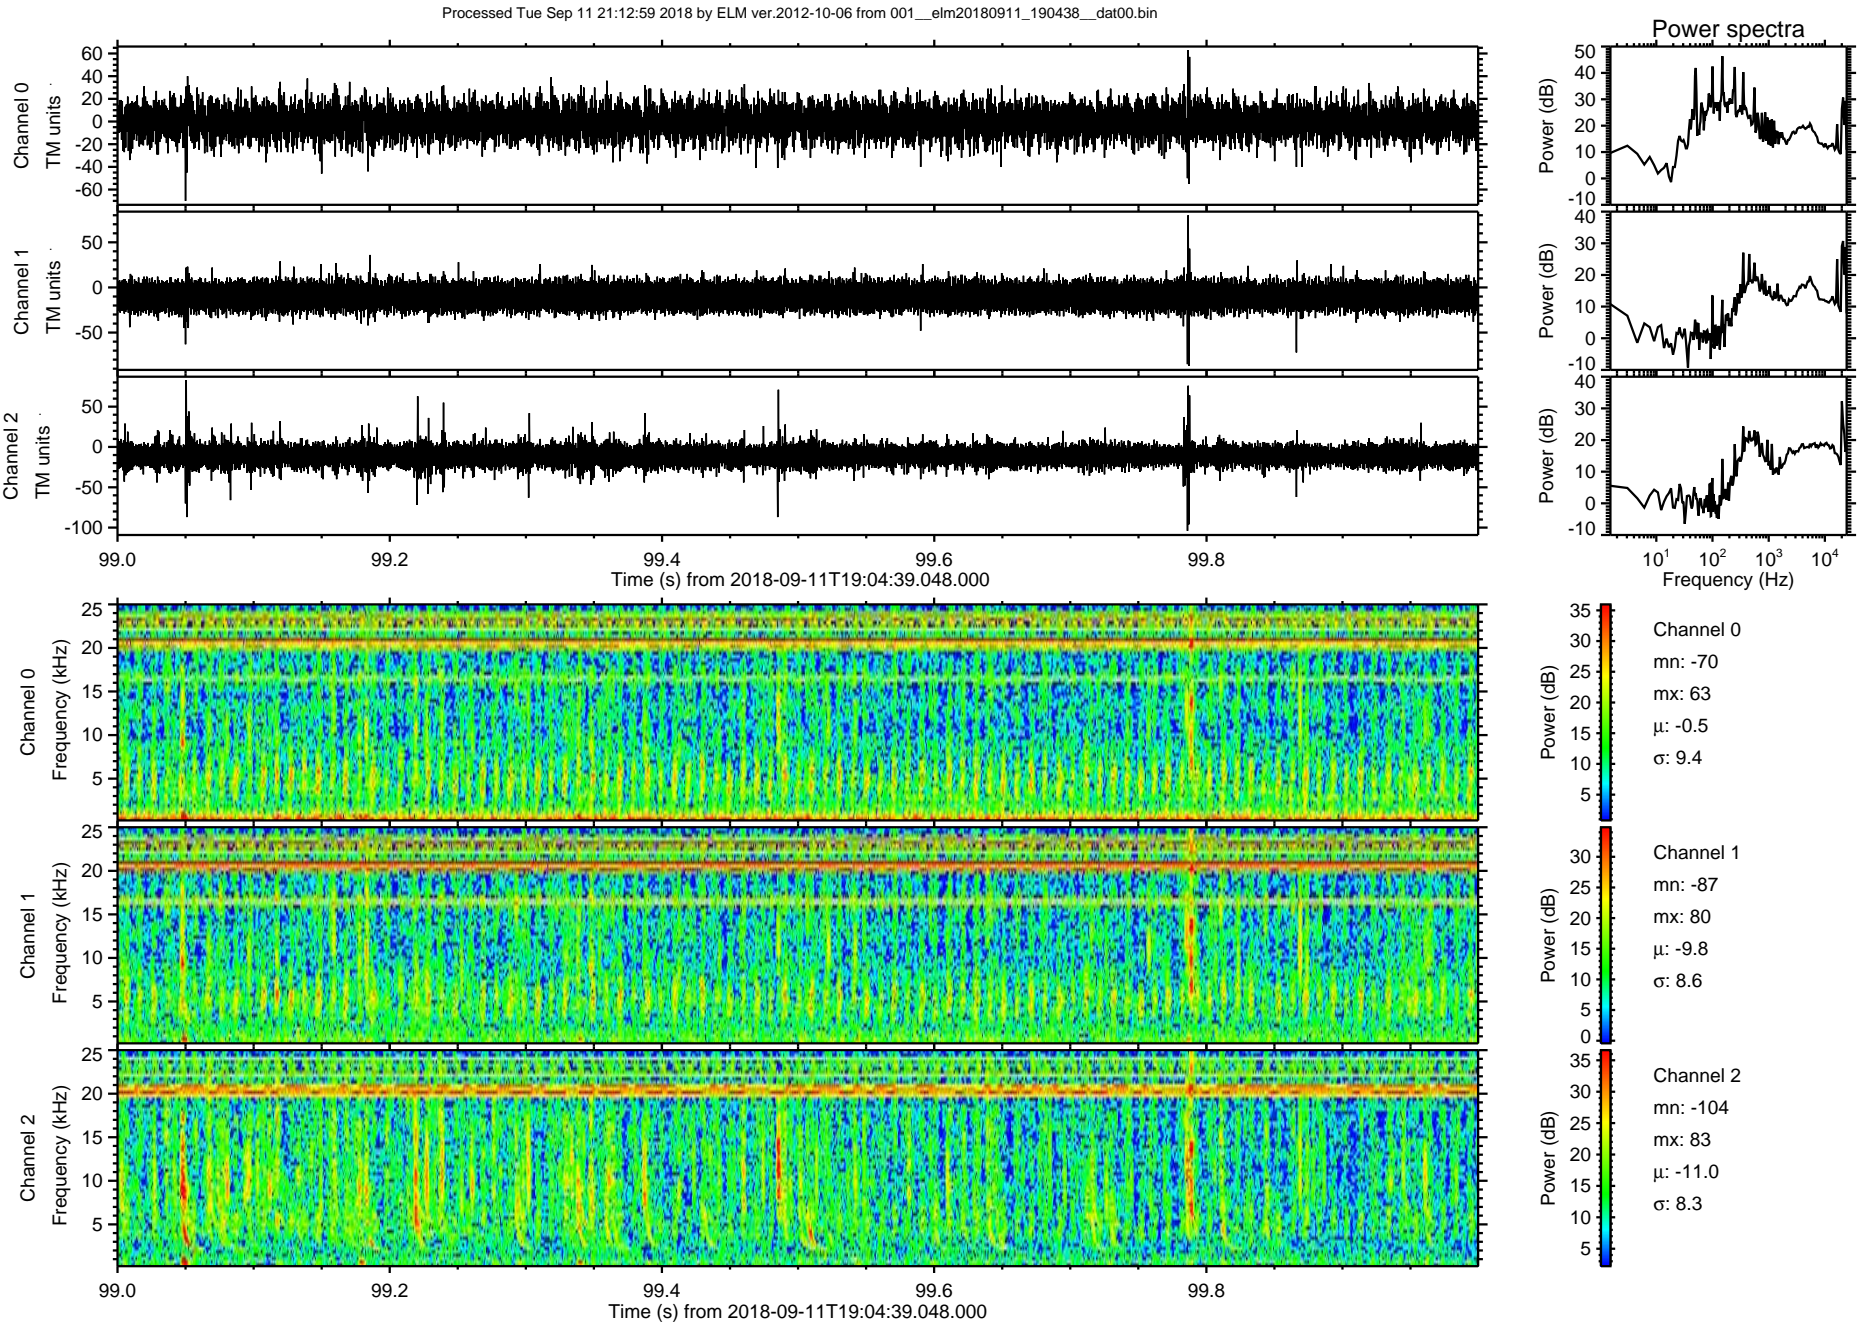 Processed Tue Sep 11 21:12:59 2018 by ELM ver.2012-10-06 from 001__elm20180911_190438__dat00.bin
Power spectra
Channel 0
TM units
60
40
20
0
-20
-40
-60
Power (dB)
50
40
30
20
10
0
-10
Channel 1
TM units
50
0
-50
Power (dB)
40
30
20
10
0
-10
Channel 2
TM units
50
0
-50
-100
Power (dB)
40
30
20
10
0
-10
99.0 99.2 99.4 99.6 99.8
Time (s) from 2018-09-11T19:04:39.048.000
10¹ 10² 10³ 10⁴
Frequency (Hz)
Channel 0
Frequency (kHz)
25
20
15
10
5
Power (dB)
35
30
25
20
15
10
5
Channel 0
mn: -70
mx: 63
μ: -0.5
σ: 9.4
Channel 1
Frequency (kHz)
25
20
15
10
5
Power (dB)
30
25
20
15
10
5
0
Channel 1
mn: -87
mx: 80
μ: -9.8
σ: 8.6
Channel 2
Frequency (kHz)
25
20
15
10
5
Power (dB)
35
30
25
20
15
10
5
Channel 2
mn: -104
mx: 83
μ: -11.0
σ: 8.3
99.0 99.2 99.4 99.6 99.8
Time (s) from 2018-09-11T19:04:39.048.000